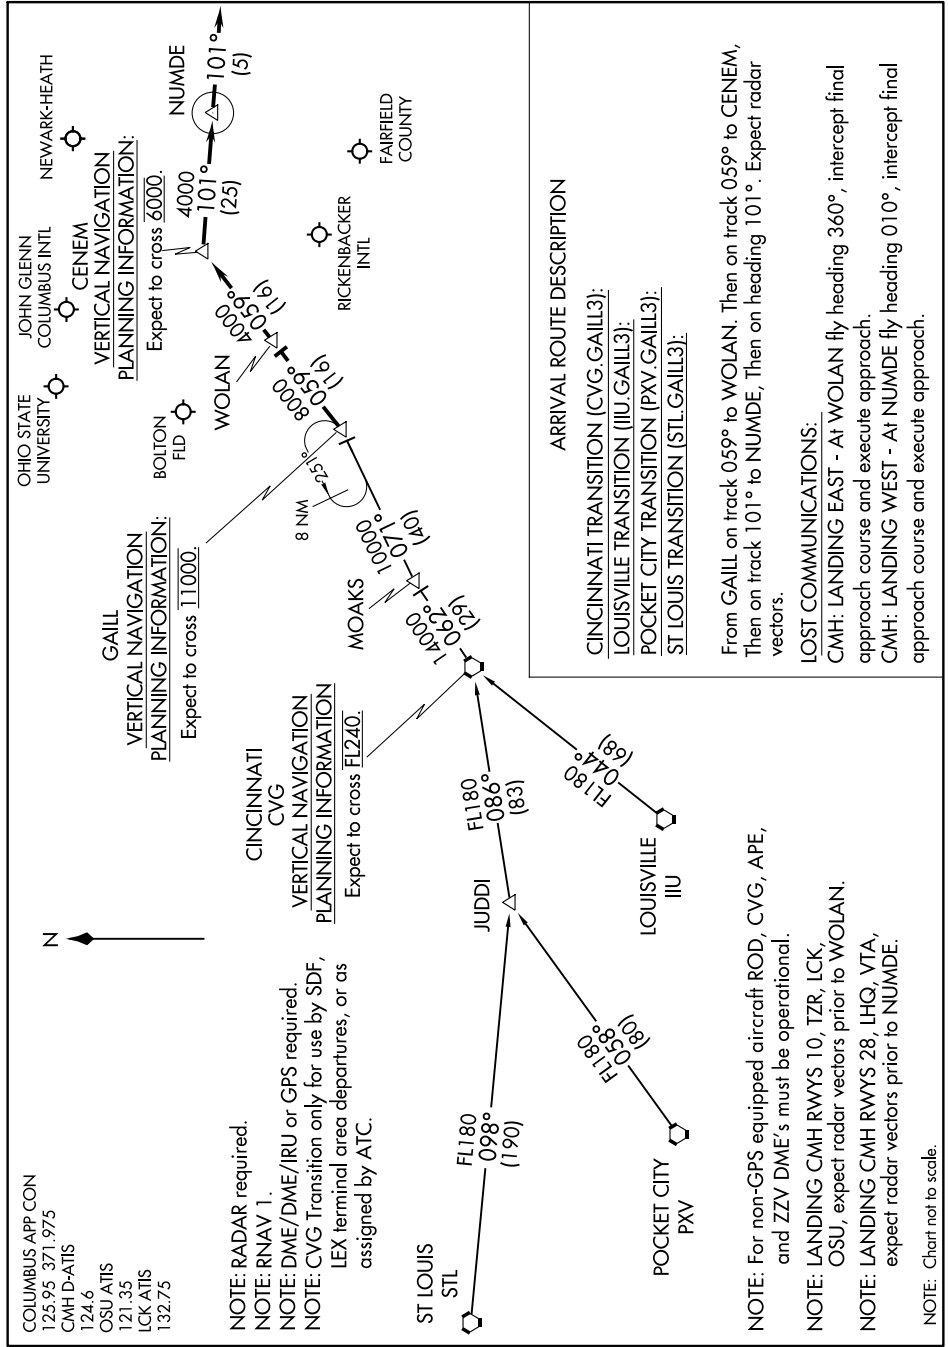 COLUMBUS APP CON
125.95 371.975
CMH D-ATIS
124.6
OSU ATIS
121.35
LCK ATIS
132.75
NOTE: RADAR required.
NOTE: RNAV 1.
NOTE: DME/DME/IRU or GPS required.
NOTE: CVG Transition only for use by SDF,
LEX terminal area departures, or as
assigned by ATC.
N
CINCINNATI
CVG
VERTICAL NAVIGATION
PLANNING INFORMATION
Expect to cross FL240.
GAILL
VERTICAL NAVIGATION
PLANNING INFORMATION:
Expect to cross 11000.
OHIO STATE
UNIVERSITY
JOHN GLENN
COLUMBUS INTL
NEWARK-HEATH
CENEM
VERTICAL NAVIGATION
PLANNING INFORMATION:
Expect to cross 6000.
BOLTON
FLD
WOLAN
NUMDE
4000
101°
(25)
101°
(5)
4000
059°
(16)
8000
059°
(16)
8 NM
251°
10000
071°
(40)
MOAKS
14000
062°
(29)
RICKENBACKER
INTL
FAIRFIELD
COUNTY
ST LOUIS
STL
FL180
098°
(190)
JUDDI
FL180
086°
(83)
FL180
058°
(80)
FL180
044°
(68)
POCKET CITY
PXV
LOUISVILLE
IIU
NOTE: For non-GPS equipped aircraft ROD, CVG, APE,
and ZZV DME's must be operational.
NOTE: LANDING CMH RWYS 10, TZR, LCK,
OSU, expect radar vectors prior to WOLAN.
NOTE: LANDING CMH RWYS 28, LHQ, VTA,
expect radar vectors prior to NUMDE.
NOTE: Chart not to scale.
ARRIVAL ROUTE DESCRIPTION
CINCINNATI TRANSITION (CVG.GAILL3):
LOUISVILLE TRANSITION (IIU.GAILL3):
POCKET CITY TRANSITION (PXV.GAILL3):
ST LOUIS TRANSITION (STL.GAILL3):
From GAILL on track 059° to WOLAN. Then on track 059° to CENEM,
Then on track 101° to NUMDE, Then on heading 101°. Expect radar
vectors.
LOST COMMUNICATIONS:
CMH: LANDING EAST - At WOLAN fly heading 360°, intercept final
approach course and execute approach.
CMH: LANDING WEST - At NUMDE fly heading 010°, intercept final
approach course and execute approach.